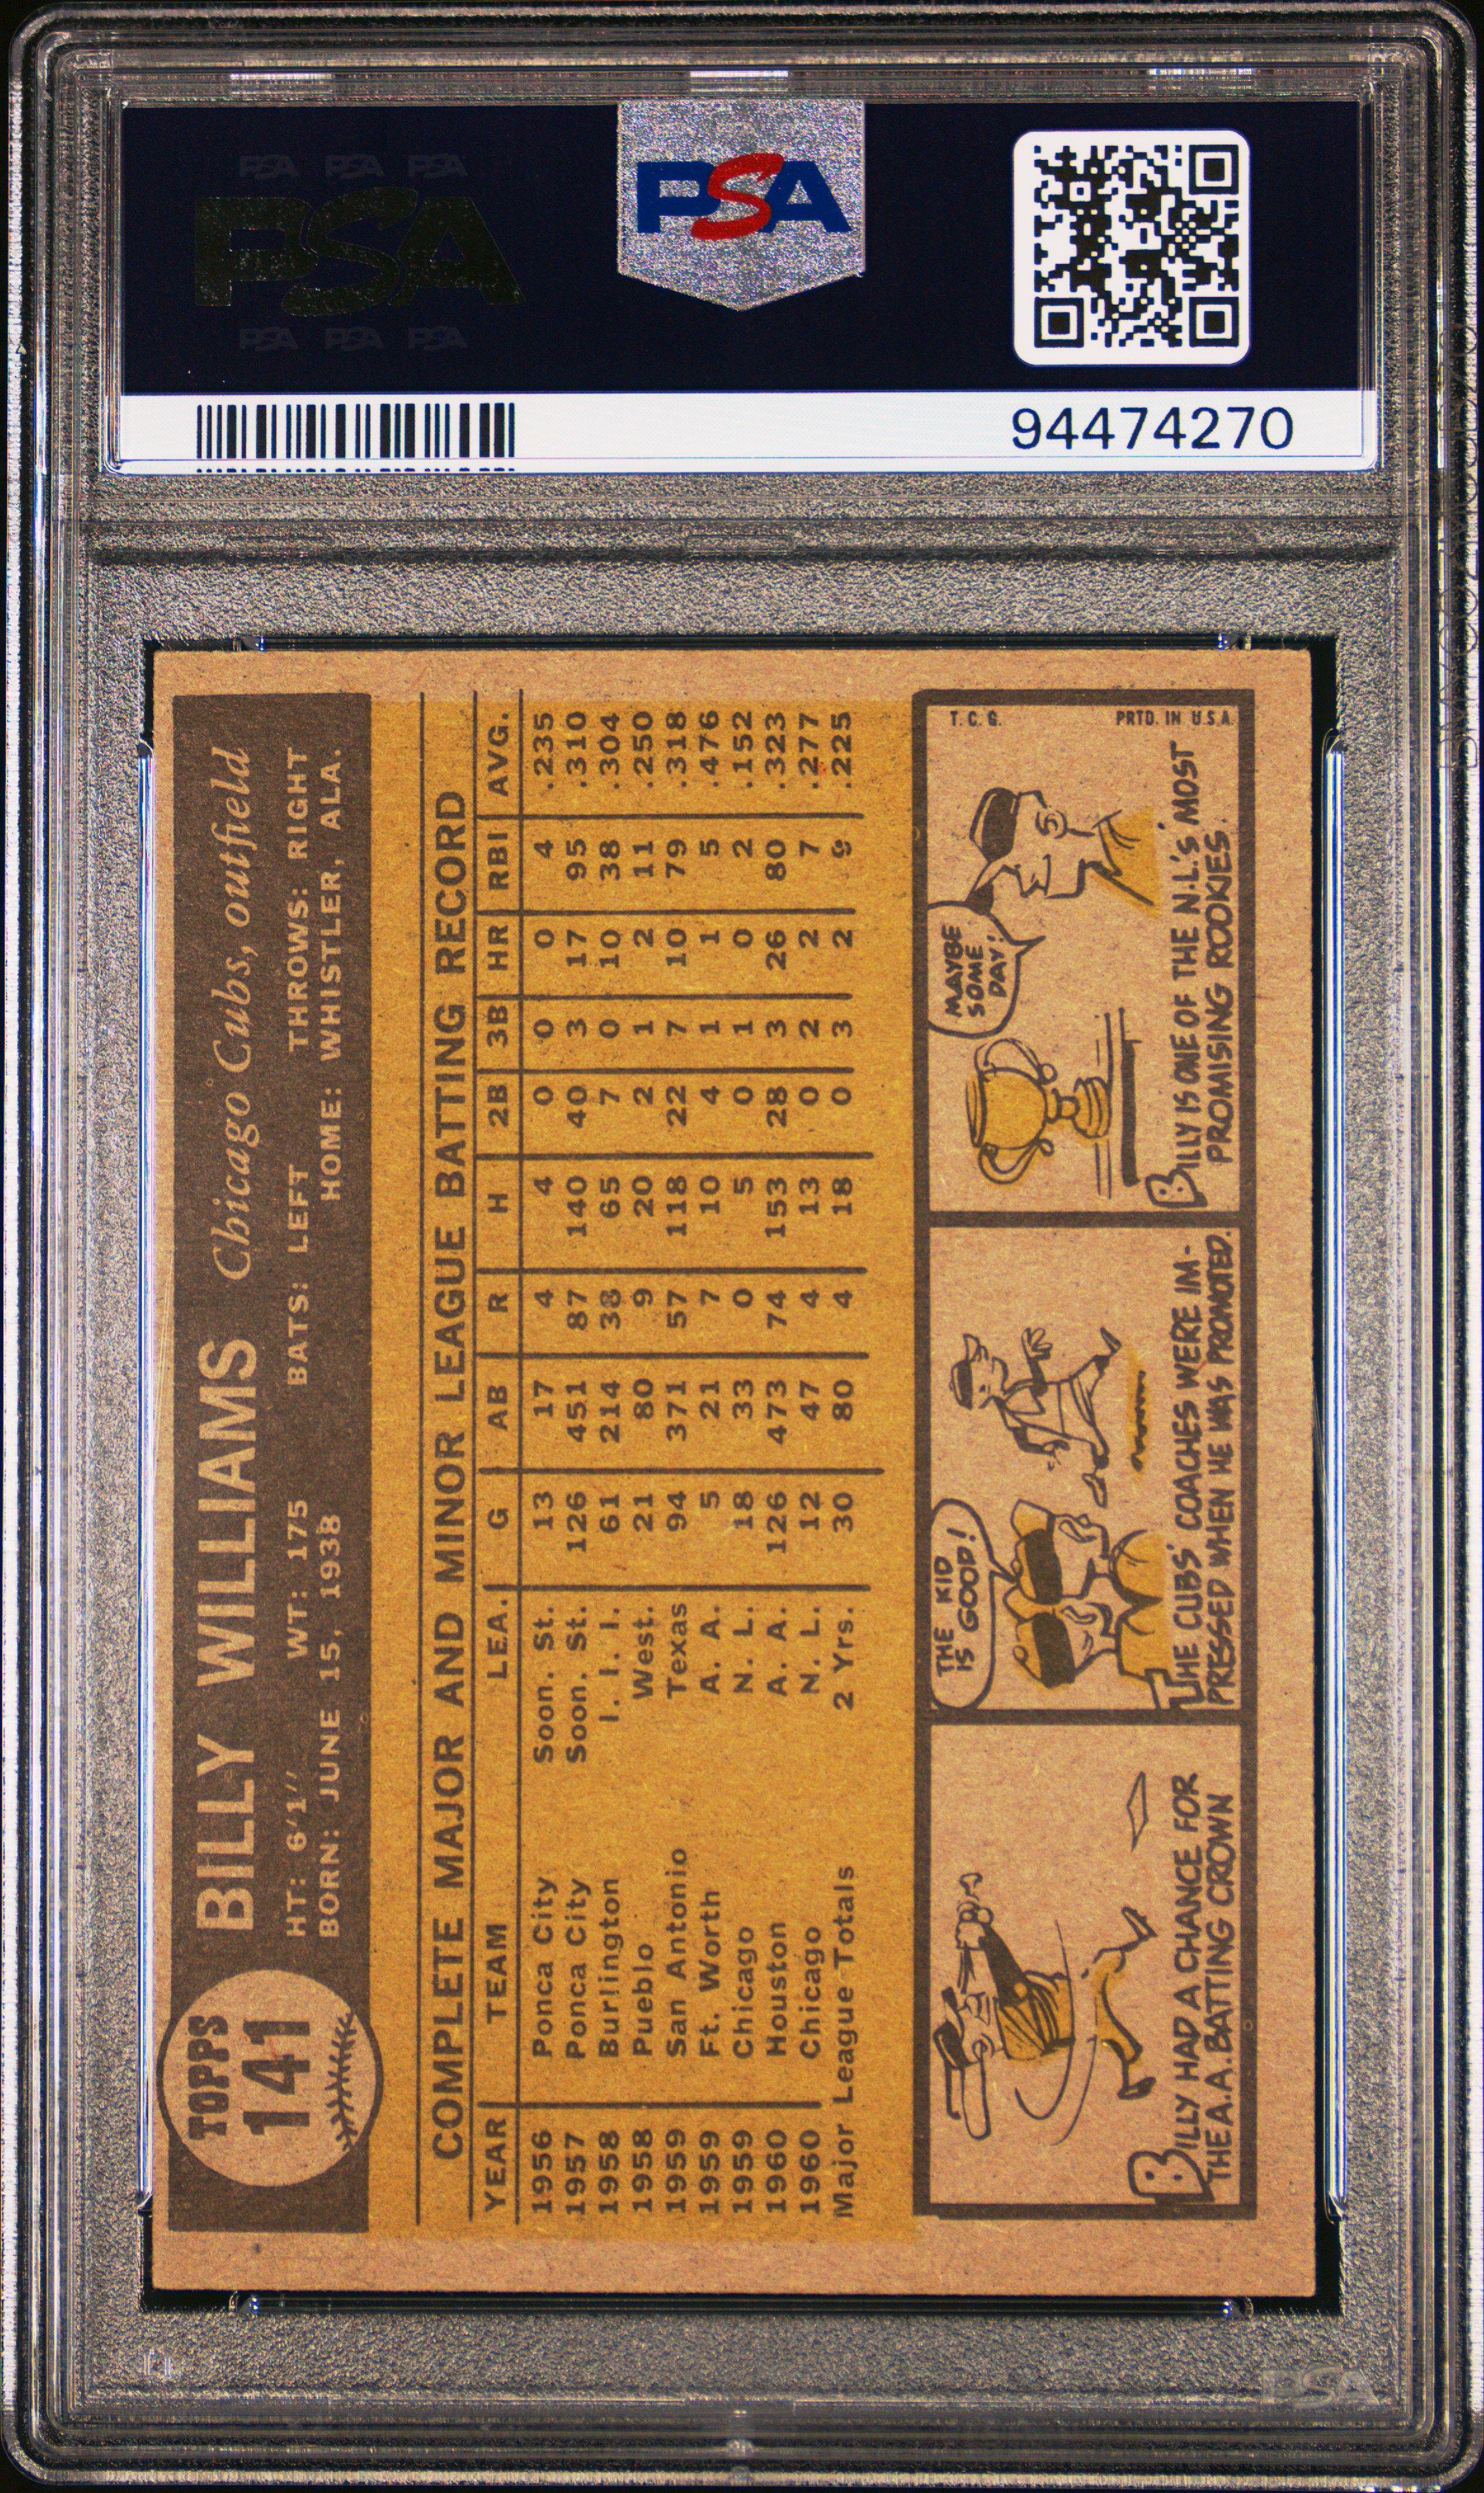 PSA PSA PSA
PSA
PSA PSA PSA
PSA
94474270
TOPPS
141
BILLY WILLIAMS Chicago Cubs, outfield
HT: 6'1" WT: 175 BATS: LEFT THROWS: RIGHT
BORN: JUNE 15, 1938 HOME: WHISTLER, ALA.
COMPLETE MAJOR AND MINOR LEAGUE BATTING RECORD
YEAR TEAM LEA. G AB R H 2B 3B HR RBI AVG.
1956 Ponca City Soon. St. 13 17 4 4 0 0 0 4 .235
1957 Ponca City Soon. St. 126 451 87 140 40 3 17 95 .310
1958 Burlington I. I. I. 61 214 38 65 7 0 10 38 .304
1958 Pueblo West. 21 80 9 20 2 1 2 11 .250
1959 San Antonio Texas 94 371 57 118 22 7 10 79 .318
1959 Ft. Worth A. A. 5 21 7 10 4 1 1 5 .476
1959 Chicago N. L. 18 33 0 5 0 1 0 2 .152
1960 Houston A. A. 126 473 74 153 28 3 26 80 .323
1960 Chicago N. L. 12 47 4 13 0 2 2 7 .277
Major League Totals 2 Yrs. 30 80 4 18 0 3 2 9 .225
BILLY HAD A CHANCE FOR
THE A.A. BATTING CROWN
THE KID
IS GOOD!
THE CUBS' COACHES WERE IM-
PRESSED WHEN HE WAS PROMOTED.
MAYBE
SOME
DAY!
T. C. G. PRTD. IN U.S.A.
BILLY IS ONE OF THE N.L.'S MOST
PROMISING ROOKIES.
PSA